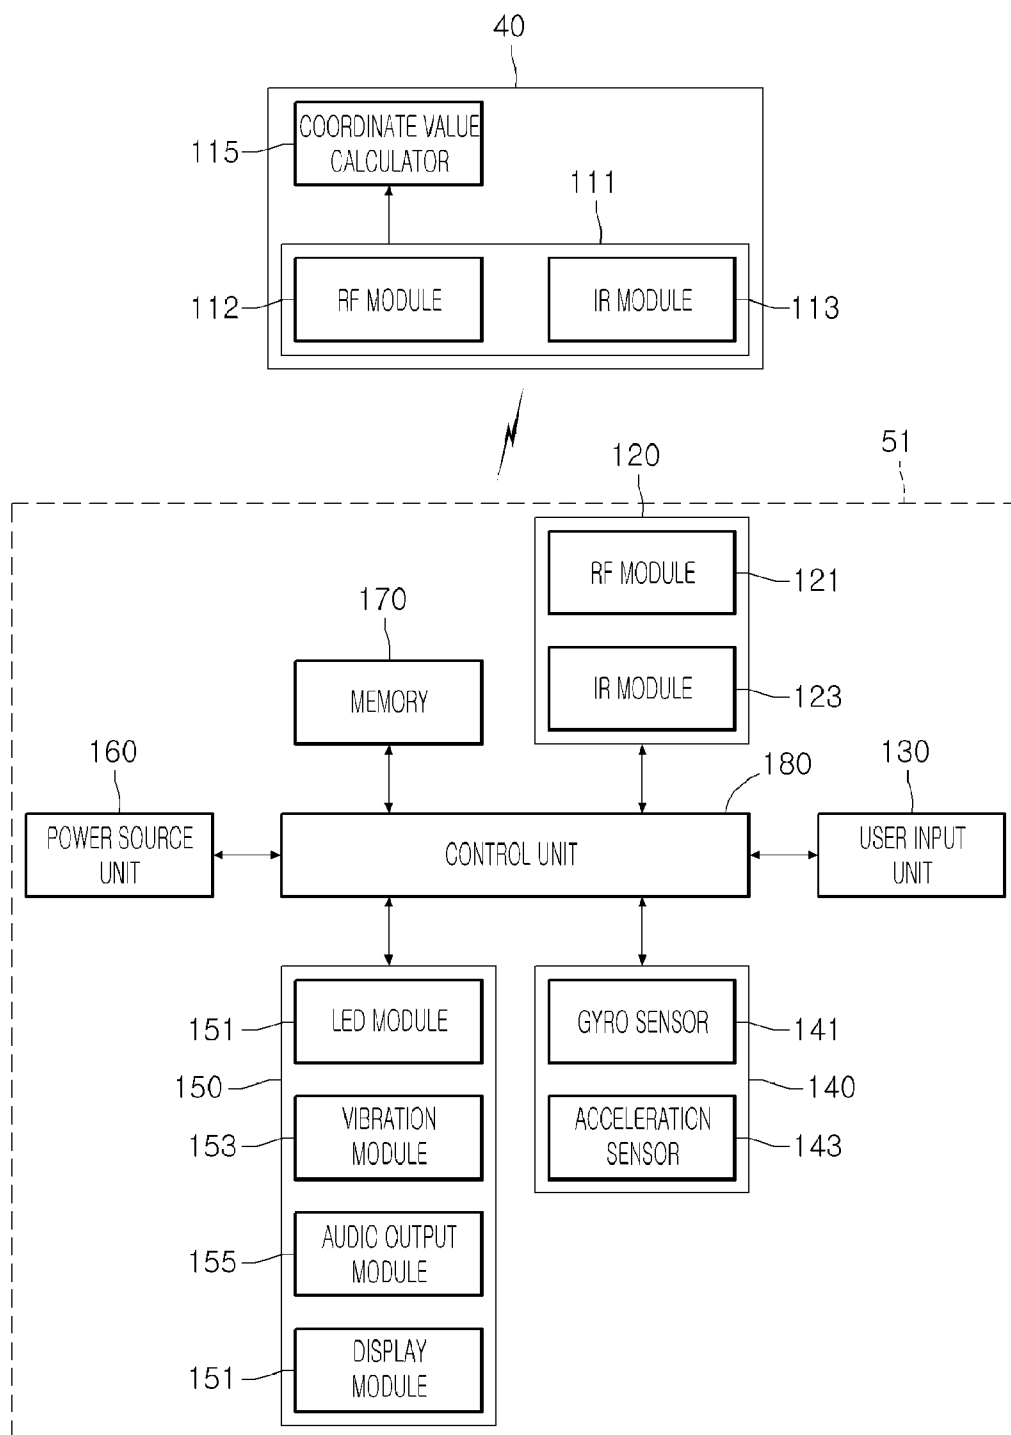 40
COORDINATE VALUE
CALCULATOR
115
111
RF MODULE
IR MODULE
112
113
51
120
RF MODULE
121
170
IR MODULE
123
MEMORY
160
180
130
POWER SOURCE
UNIT
CONTROL UNIT
USER INPUT
UNIT
LED MODULE
151
GYRO SENSOR
141
150
140
VIBRATION
MODULE
153
ACCELERATION
SENSOR
143
AUDIO OUTPUT
MODULE
155
DISPLAY
MODULE
151